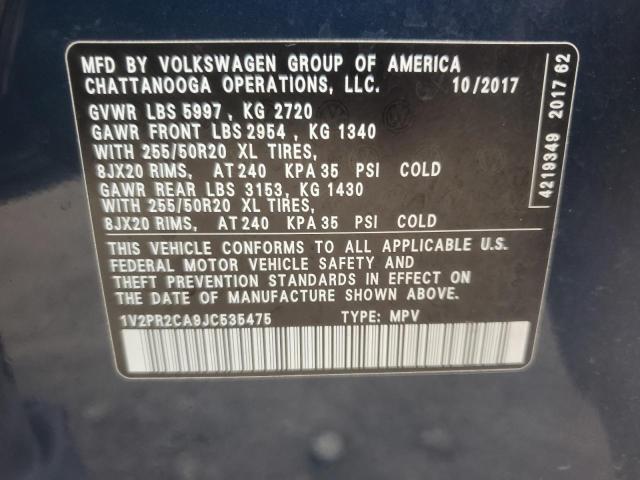 MFD BY VOLKSWAGEN GROUP OF AMERICA
CHATTANOOGA OPERATIONS, LLC. 10/2017
GVWR LBS 5997 , KG 2720
GAWR FRONT LBS 2954 , KG 1340
WITH 255/50R20 XL TIRES,
8JX20 RIMS, AT 240 KPA 35 PSI COLD
GAWR REAR LBS 3153, KG 1430
WITH 255/50R20 XL TIRES,
8JX20 RIMS, AT 240 KPA 35 PSI COLD
THIS VEHICLE CONFORMS TO ALL APPLICABLE U.S.
FEDERAL MOTOR VEHICLE SAFETY AND
THEFT PREVENTION STANDARDS IN EFFECT ON
THE DATE OF MANUFACTURE SHOWN ABOVE.
1V2PR2CA9JC535475 TYPE: MPV
4219349 2017 62